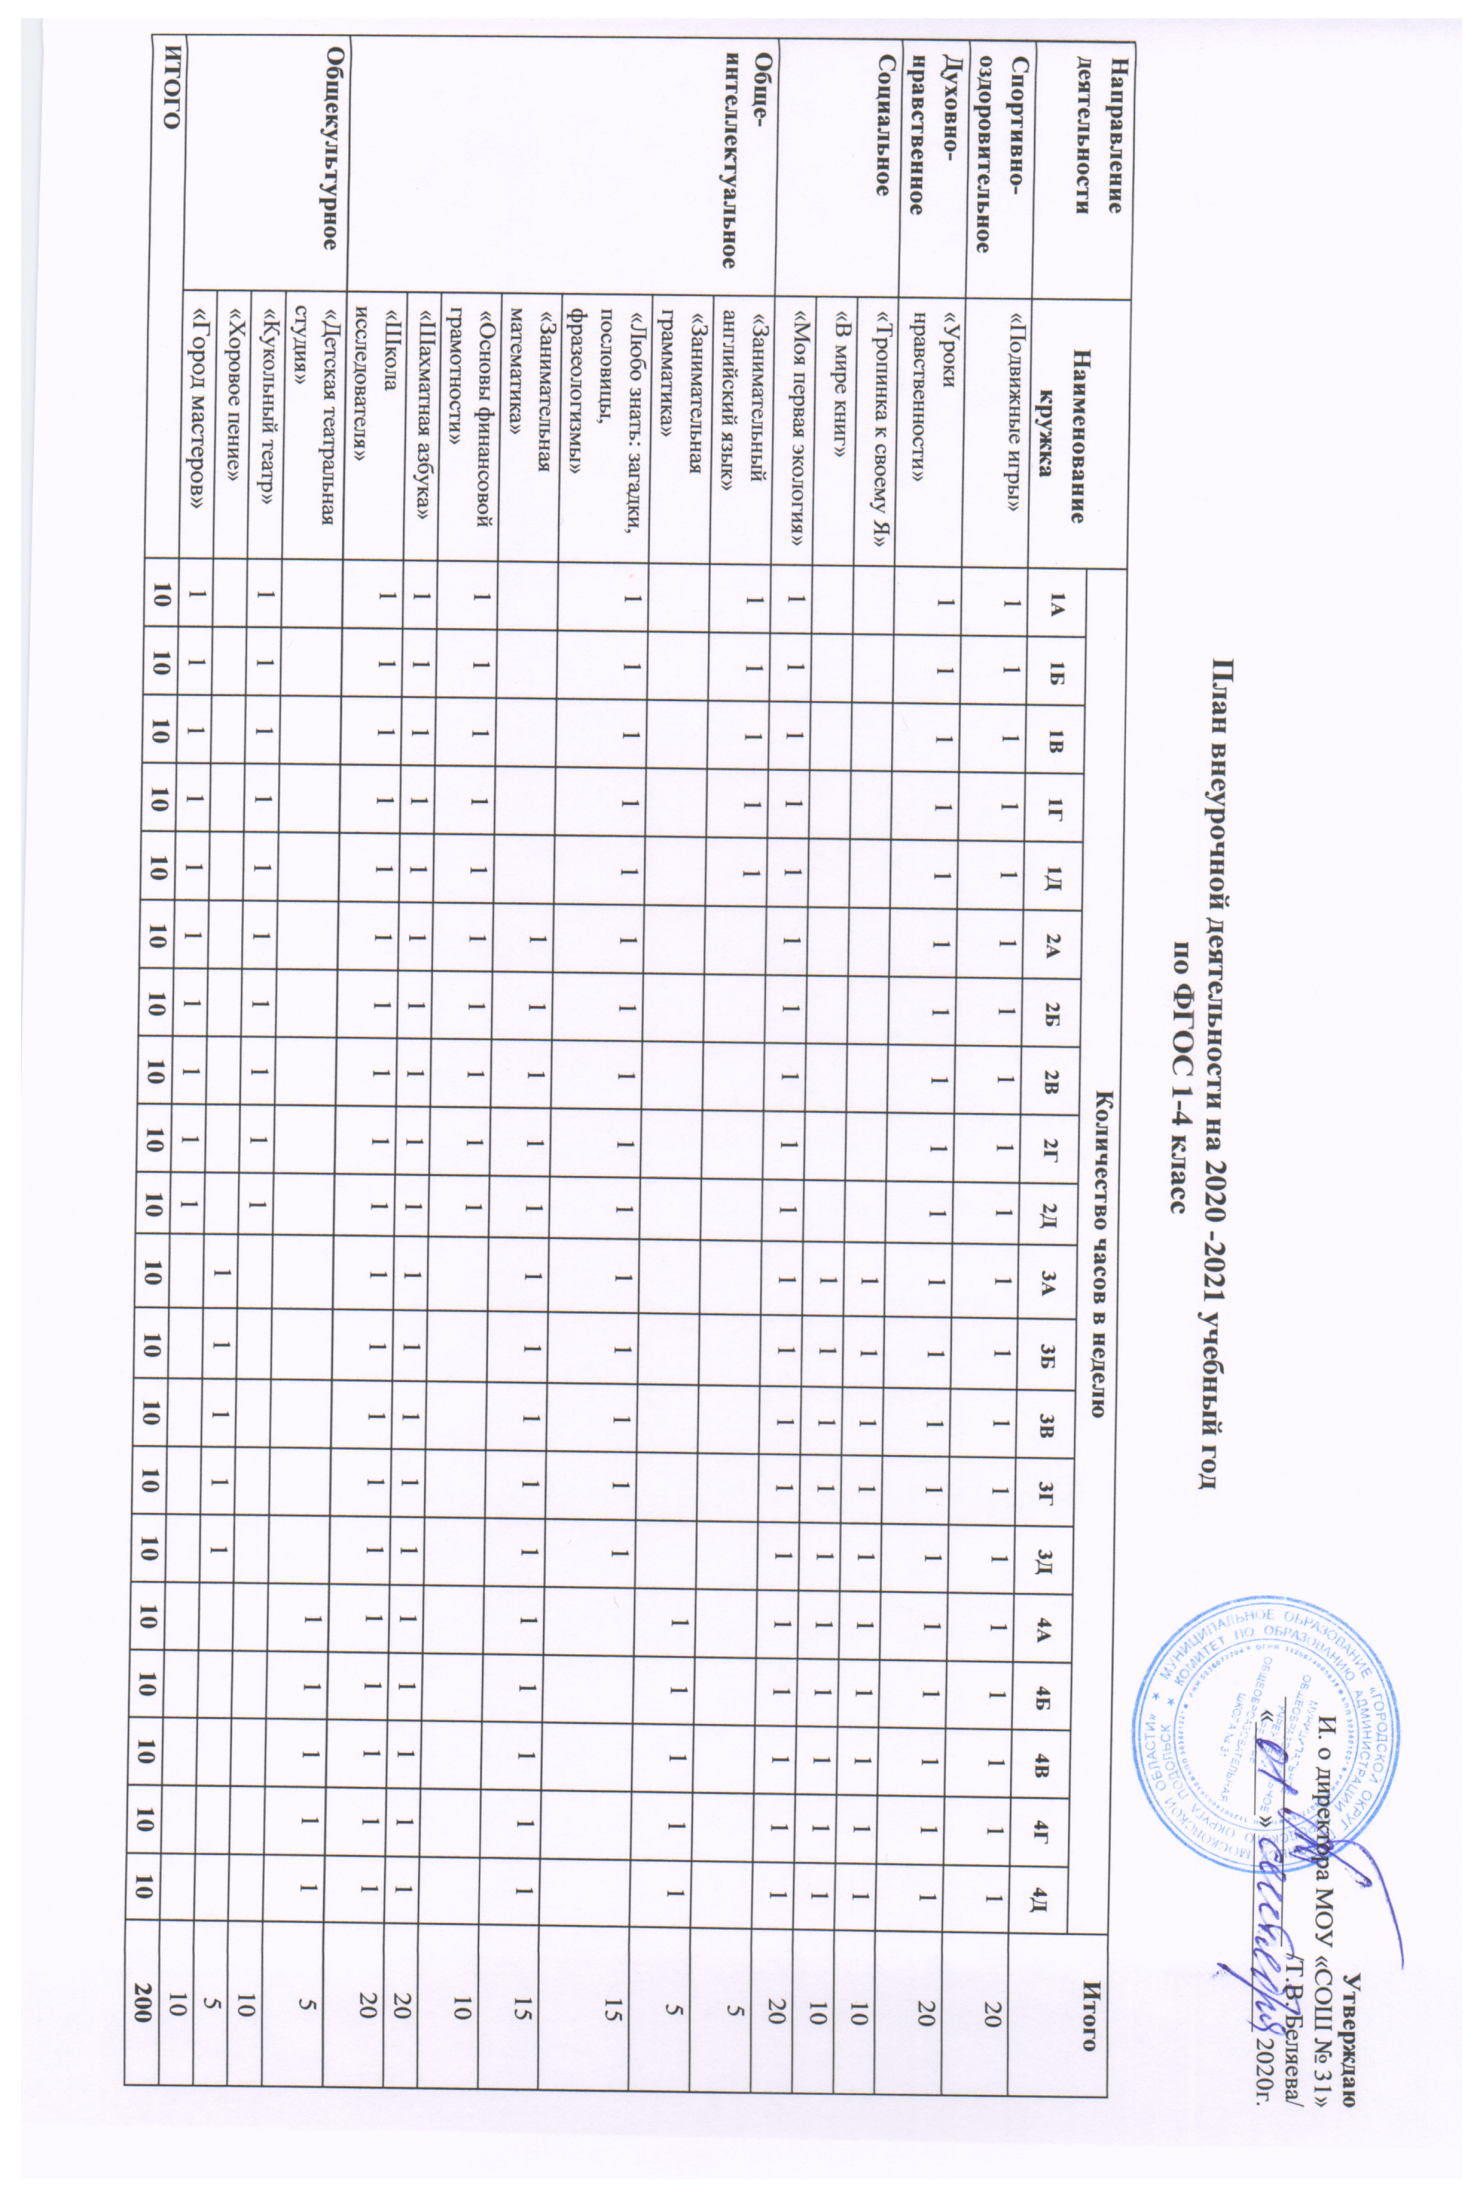 Утверждаю
И. о директора МОУ «СОШ № 31»
/Т.В. Беляева/
«01» сентября 2020г.
План внеурочной деятельности на 2020 -2021 учебный год
по ФГОС 1-4 класс
Направление деятельности Наименование кружка Количество часов в неделю Итого
1А 1Б 1В 1Г 1Д 2А 2Б 2В 2Г 2Д 3А 3Б 3В 3Г 3Д 4А 4Б 4В 4Г 4Д
Спортивно-оздоровительное «Подвижные игры» 1 1 1 1 1 1 1 1 1 1 1 1 1 1 1 1 1 1 1 1 20
Духовно-нравственное «Уроки нравственности» 1 1 1 1 1 1 1 1 1 1 1 1 1 1 1 1 1 1 1 1 20
Социальное «Тропинка к своему Я» 1 1 1 1 1 1 1 1 1 1 10
«В мире книг» 1 1 1 1 1 1 1 1 1 1 10
«Моя первая экология» 1 1 1 1 1 1 1 1 1 1 1 1 1 1 1 1 1 1 1 1 20
Обще-интеллектуальное «Занимательный английский язык» 1 1 1 1 1 5
«Занимательная грамматика» 1 1 1 1 1 5
«Любо знать: загадки, пословицы, фразеологизмы» 1 1 1 1 1 1 1 1 1 1 1 1 1 1 1 15
«Занимательная математика» 1 1 1 1 1 1 1 1 1 1 1 1 1 1 1 15
«Основы финансовой грамотности» 1 1 1 1 1 1 1 1 1 1 10
«Шахматная азбука» 1 1 1 1 1 1 1 1 1 1 1 1 1 1 1 1 1 1 1 1 20
«Школа исследователя» 1 1 1 1 1 1 1 1 1 1 1 1 1 1 1 1 1 1 1 1 20
Общекультурное «Детская театральная студия» 1 1 1 1 1 5
«Кукольный театр» 1 1 1 1 1 1 1 1 1 1 10
«Хоровое пение» 1 1 1 1 1 5
«Город мастеров» 1 1 1 1 1 1 1 1 1 1 10
ИТОГО 10 10 10 10 10 10 10 10 10 10 10 10 10 10 10 10 10 10 10 10 200
МУНИЦИПАЛЬНОЕ ОБРАЗОВАНИЕ «ГОРОДСКОЙ ОКРУГ ПОДОЛЬСК МОСКОВСКОЙ ОБЛАСТИ»
КОМИТЕТ ПО ОБРАЗОВАНИЮ АДМИНИСТРАЦИИ ГОРОДСКОГО ОКРУГА ПОДОЛЬСК